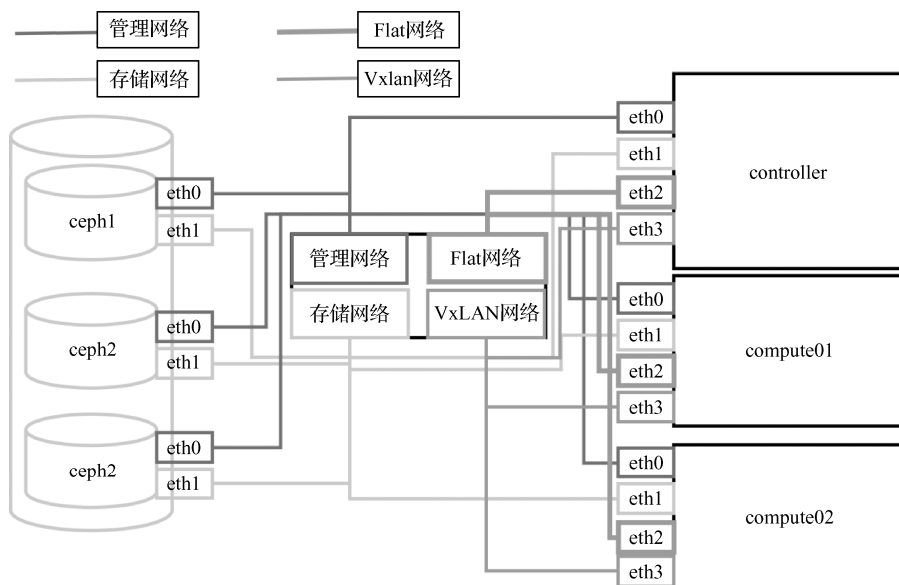 管理网络
Flat网络
存储网络
Vxlan网络
ceph1
eth0
eth1
ceph2
eth0
eth1
ceph2
eth0
eth1
管理网络
Flat网络
存储网络
VxLAN网络
eth0
eth1
eth2
eth3
controller
eth0
eth1
eth2
eth3
compute01
eth0
eth1
eth2
eth3
compute02